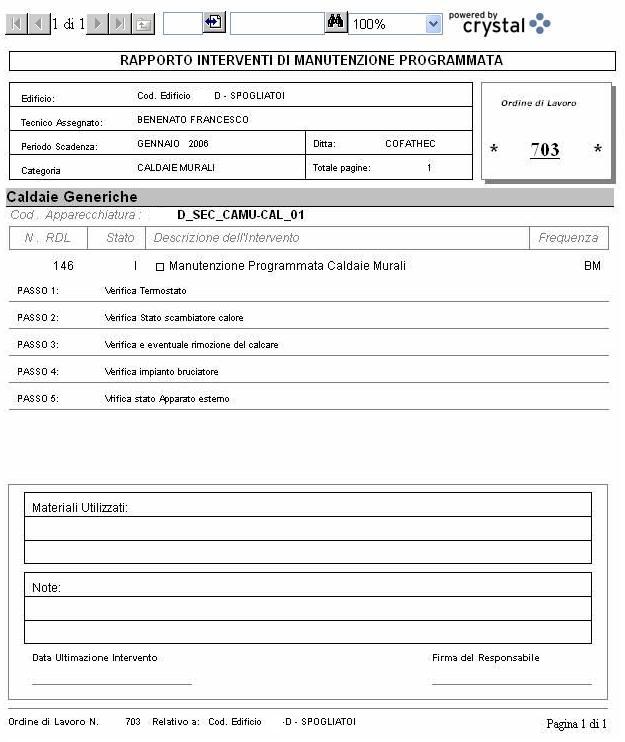 1 di 1 100% powered by crystal
RAPPORTO INTERVENTI DI MANUTENZIONE PROGRAMMATA
Edificio: Cod. Edificio D - SPOGLIATOI
Tecnico Assegnato: BENENATO FRANCESCO
Periodo Scadenza: GENNAIO 2006 Ditta: COFATHEC
Categoria CALDAIE MURALI Totale pagine: 1
Ordine di Lavoro
* 703 *
Caldaie Generiche
Cod. Apparecchiatura : D_SEC_CAMU-CAL_01
N. RDL Stato Descrizione dell'Intervento Frequenza
146 I Manutenzione Programmata Caldaie Murali BM
PASSO 1: Verifica Termostato
PASSO 2: Verifica Stato scambiatore calore
PASSO 3: Verifica e eventuale rimozione del calcare
PASSO 4: Verifica impianto bruciatore
PASSO 5: Vrifica stato Apparato esterno
Materiali Utilizzati:
Note:
Data Ultimazione Intervento Firma del Responsabile
Ordine di Lavoro N. 703 Relativo a: Cod. Edificio -D - SPOGLIATOI Pagina 1 di 1